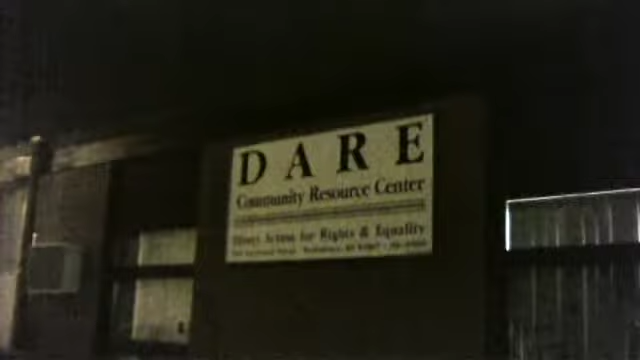 DARE
Community Resource Center
Direct Action for Rights & Equality